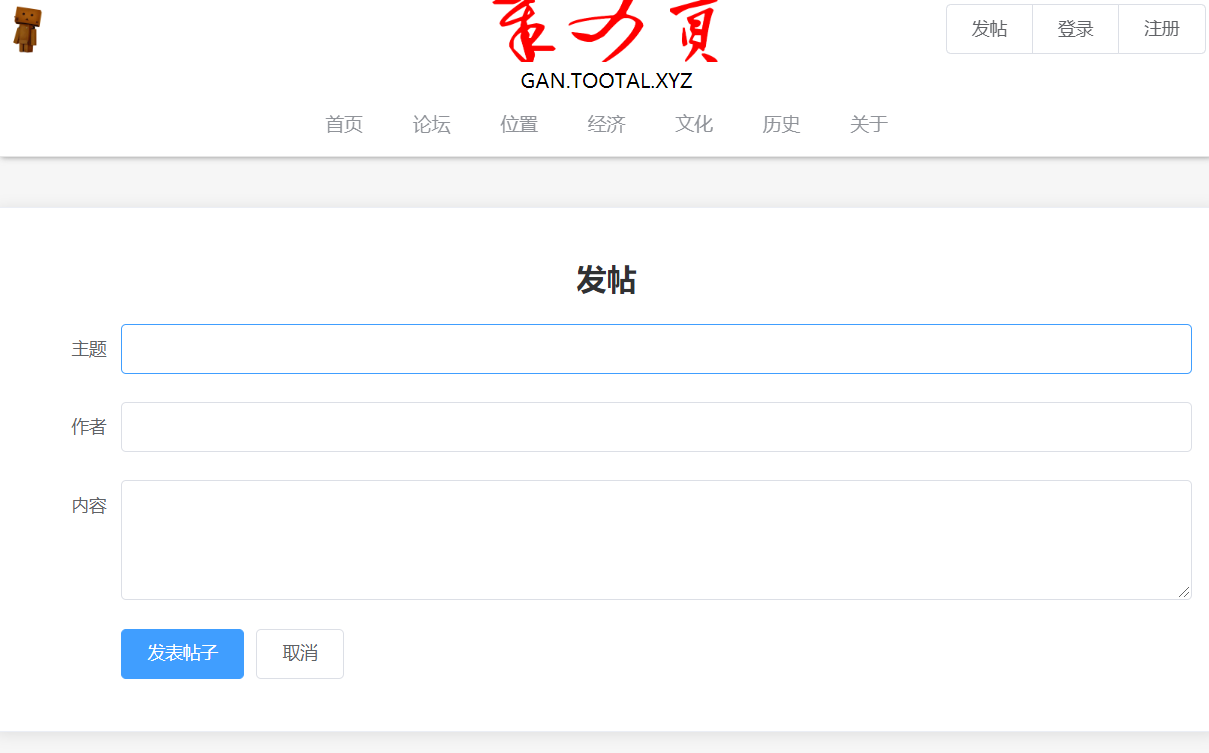 发帖 登录 注册
GAN.TOOTAL.XYZ
首页 论坛 位置 经济 文化 历史 关于
发帖
主题
作者
内容
发表帖子 取消